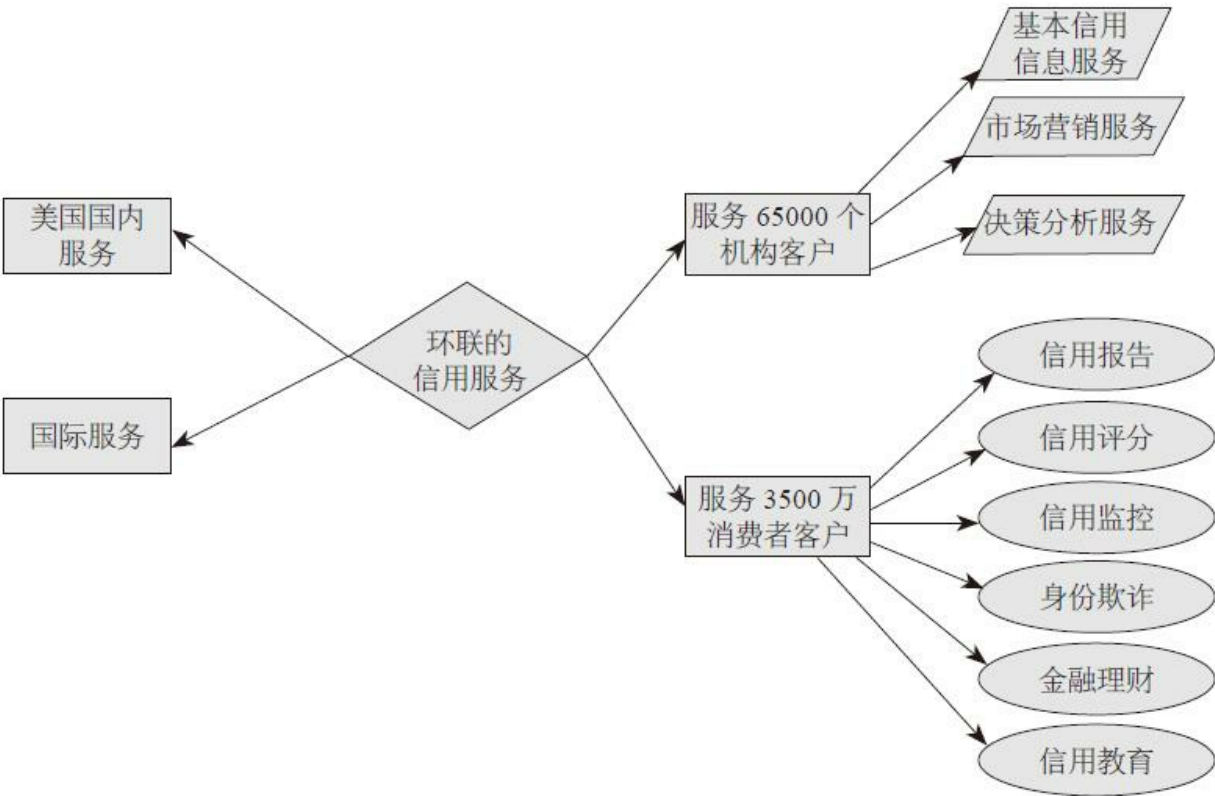 美国国内
服务
国际服务
环联的
信用服务
服务 65000 个
机构客户
基本信用
信息服务
市场营销服务
决策分析服务
服务 3500 万
消费者客户
信用报告
信用评分
信用监控
身份欺诈
金融理财
信用教育